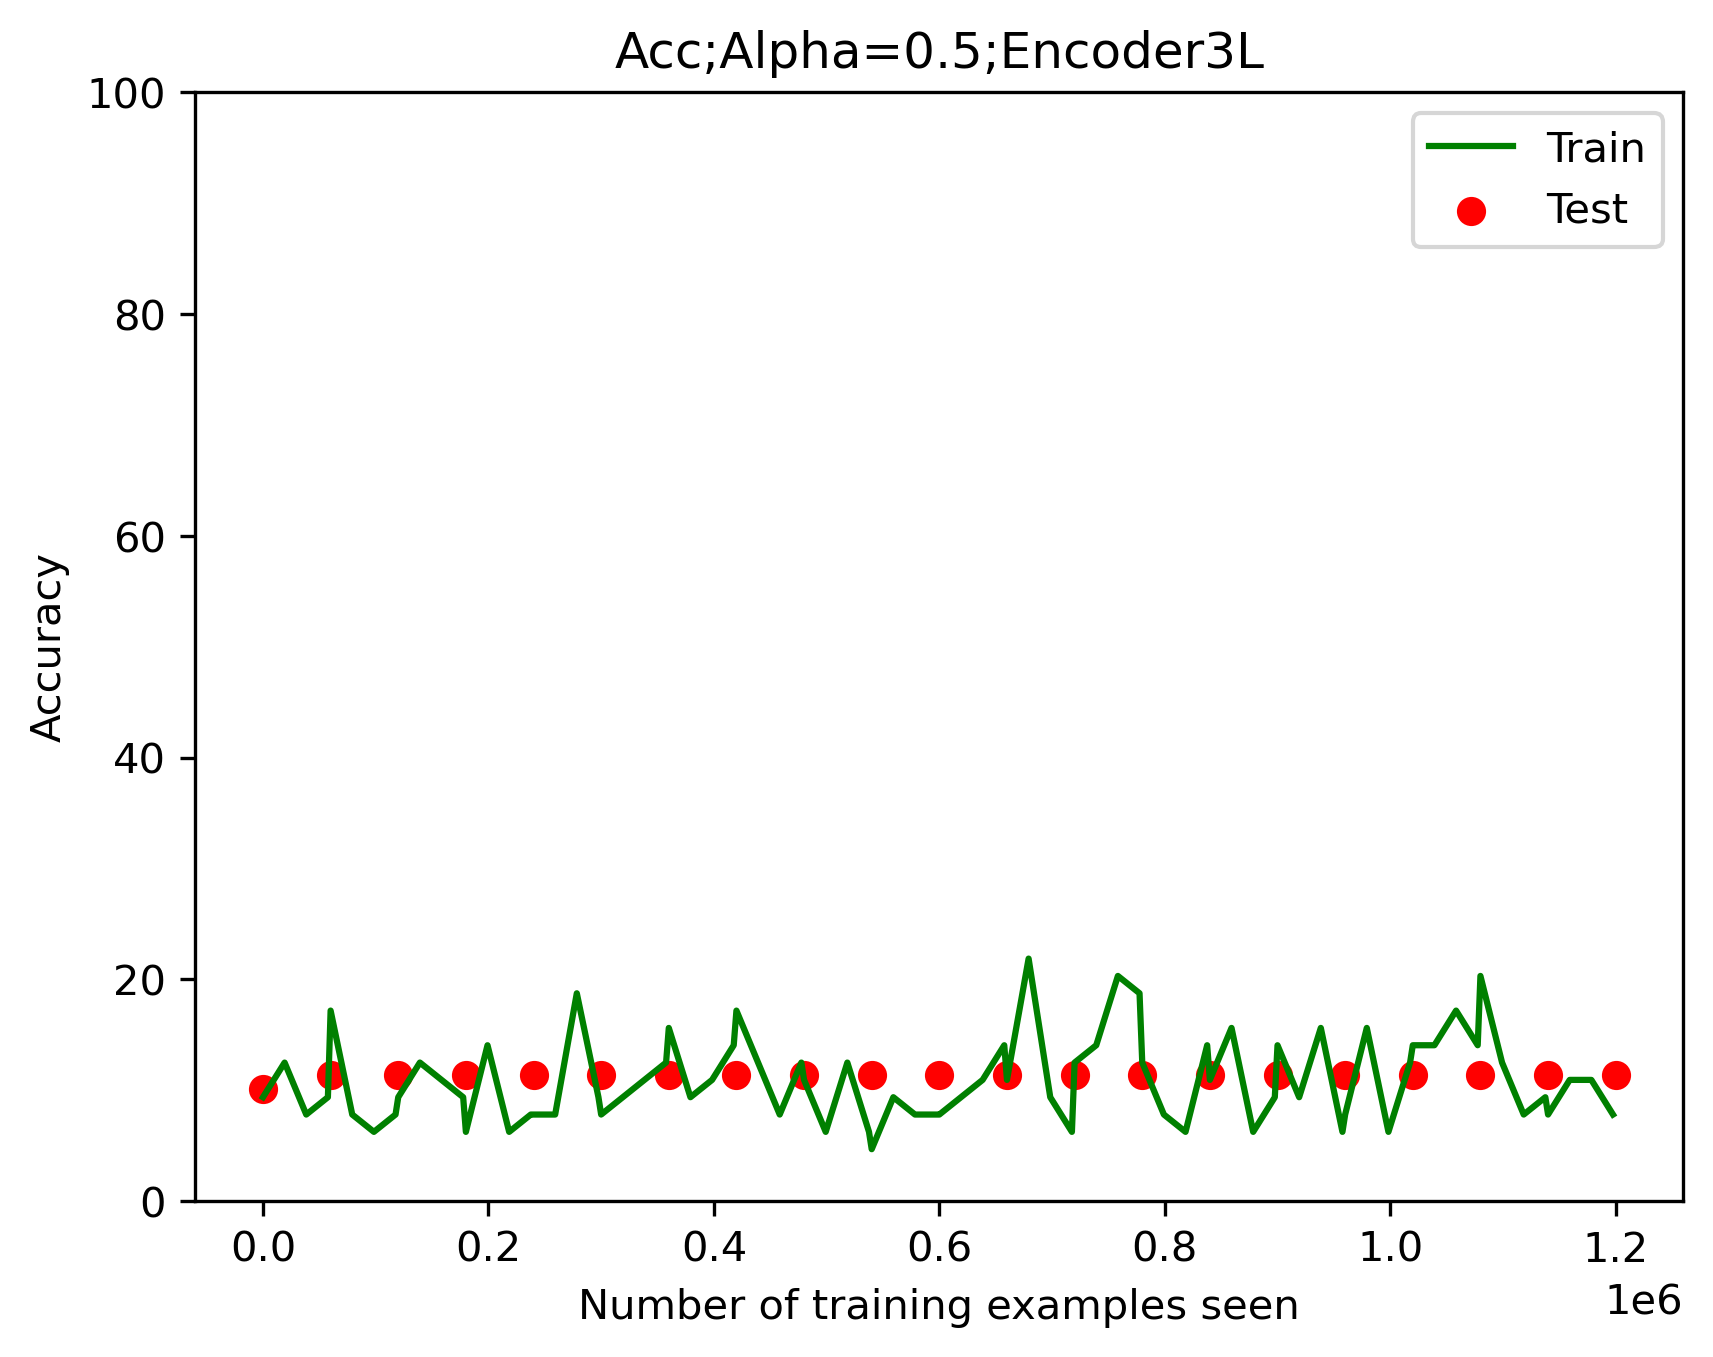 Acc;Alpha=0.5;Encoder3L
100
80
60
40
20
0
Accuracy
Train
Test
0.0 0.2 0.4 0.6 0.8 1.0 1.2
1e6
Number of training examples seen